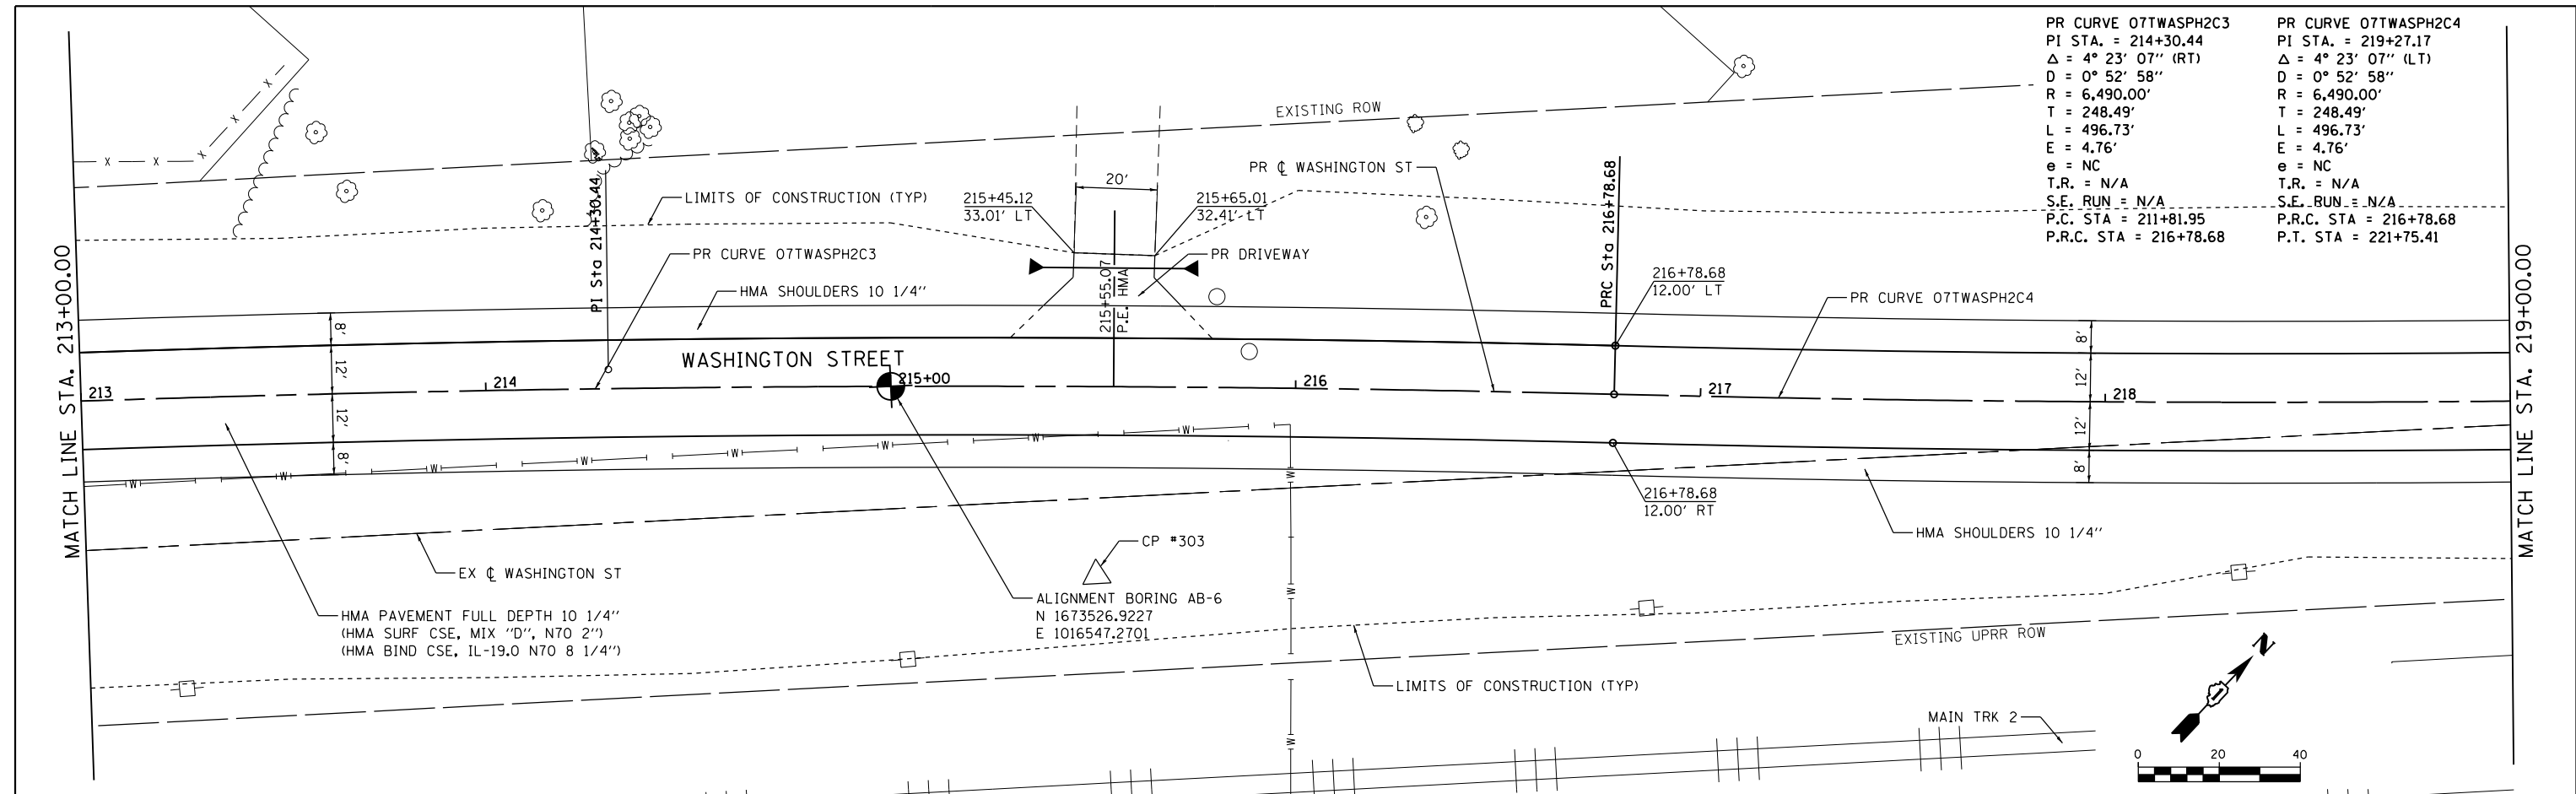 PR CURVE 07TWASPH2C3
PI STA. = 214+30.44
Δ = 4° 23' 07" (RT)
D = 0° 52' 58"
R = 6,490.00'
T = 248.49'
L = 496.73'
E = 4.76'
e = NC
T.R. = N/A
S.E. RUN = N/A
P.C. STA = 211+81.95
P.R.C. STA = 216+78.68
PR CURVE 07TWASPH2C4
PI STA. = 219+27.17
Δ = 4° 23' 07" (LT)
D = 0° 52' 58"
R = 6,490.00'
T = 248.49'
L = 496.73'
E = 4.76'
e = NC
T.R. = N/A
S.E. RUN = N/A
P.R.C. STA = 216+78.68
P.T. STA = 221+75.41
EXISTING ROW
X X X X
PR ℄ WASHINGTON ST
20'
LIMITS OF CONSTRUCTION (TYP)
215+45.12
33.01' LT
215+65.01
32.41' LT
PI Sta 214+30.44
PRC Sta 216+78.68
PR CURVE 07TWASPH2C3
PR DRIVEWAY
HMA SHOULDERS 10 1/4"
215+55.07
P.E. HMA
216+78.68
12.00' LT
PR CURVE 07TWASPH2C4
MATCH LINE STA. 213+00.00
MATCH LINE STA. 219+00.00
8'
12'
12'
8'
8'
12'
12'
8'
WASHINGTON STREET
213
214
215+00
216
217
218
W W W W W W W W
W
W
W
216+78.68
12.00' RT
HMA SHOULDERS 10 1/4"
CP #303
EX ℄ WASHINGTON ST
ALIGNMENT BORING AB-6
N 1673526.9227
E 1016547.2701
HMA PAVEMENT FULL DEPTH 10 1/4"
(HMA SURF CSE, MIX "D", N70 2")
(HMA BIND CSE, IL-19.0 N70 8 1/4")
EXISTING UPRR ROW
LIMITS OF CONSTRUCTION (TYP)
N
MAIN TRK 2
0 20 40